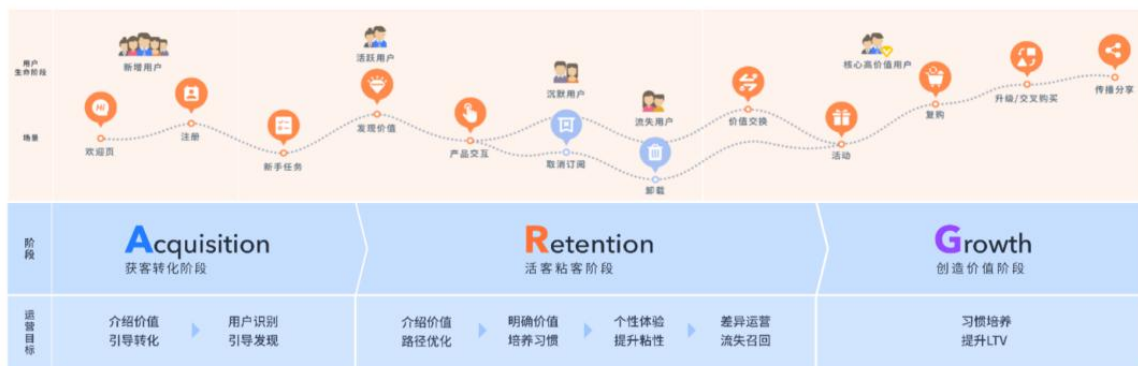 用户
生命阶段
新增用户
活跃用户
沉默用户
流失用户
核心高价值用户
场景
Hi
欢迎页
注册
新手任务
发现价值
产品交互
取消订阅
卸载
价值交换
活动
复购
升级/交叉购买
传播分享
阶段
Acquisition
获客转化阶段
Retention
活客粘客阶段
Growth
创造价值阶段
运营目标
介绍价值
引导转化
用户识别
引导发现
介绍价值
路径优化
明确价值
培养习惯
个性体验
提升粘性
差异运营
流失召回
习惯培养
提升LTV